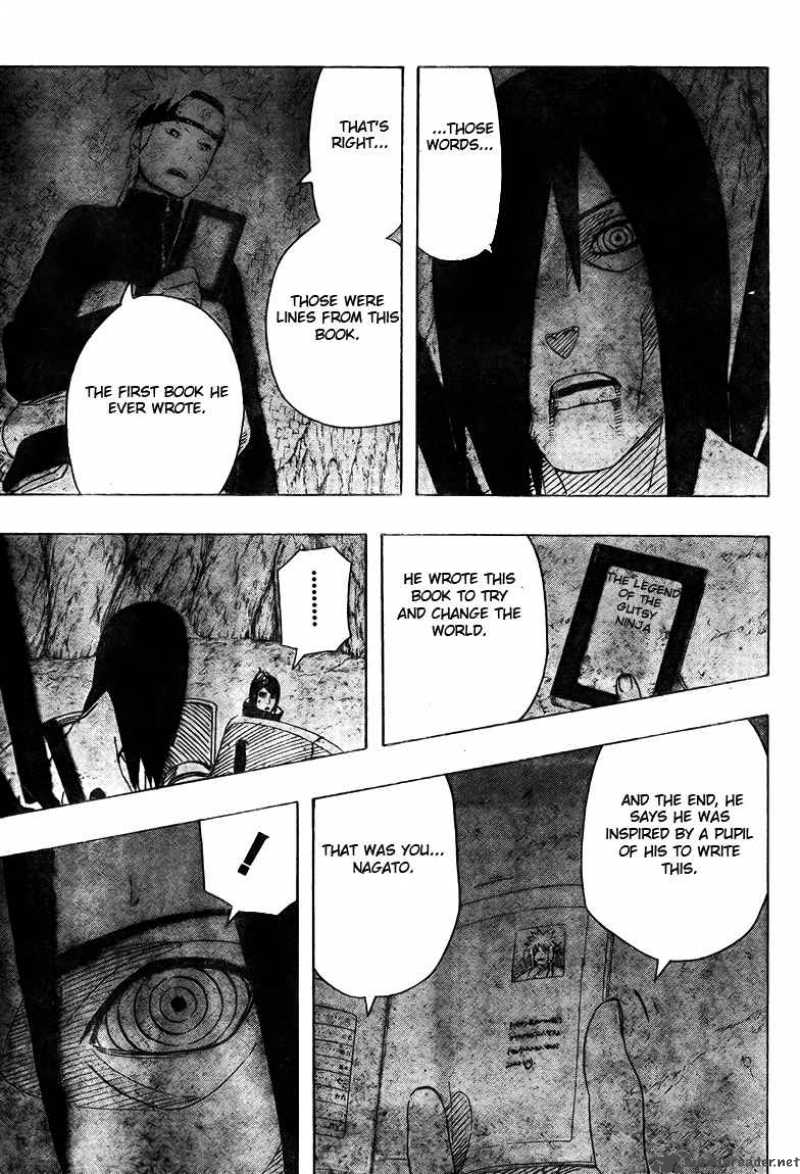 ...THOSE
WORDS...
THAT'S
RIGHT...
THOSE WERE
LINES FROM THIS
BOOK.
THE FIRST BOOK HE
EVER WROTE.
HE WROTE THIS
BOOK TO TRY
AND CHANGE THE
WORLD.
THE LEGEND
OF THE
GUTSY
NINJA
........
AND THE END, HE
SAYS HE WAS
INSPIRED BY A PUPIL
OF HIS TO WRITE
THIS.
THAT WAS YOU...
NAGATO.
!